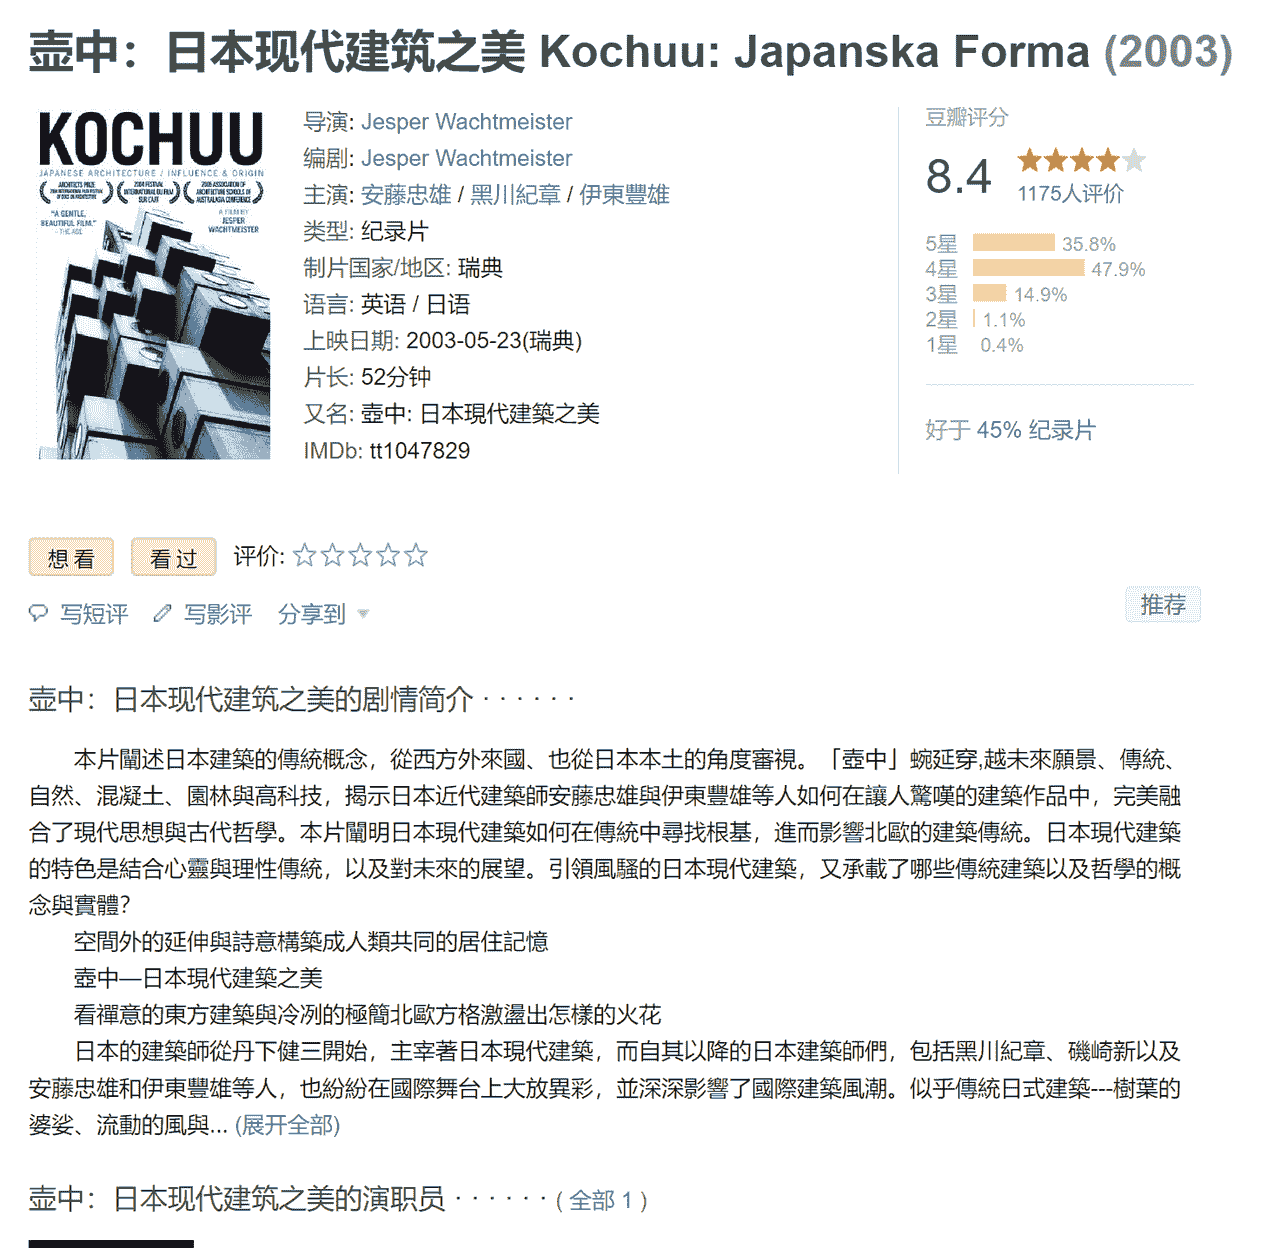 壶中：日本现代建筑之美 Kochuu: Japanska Forma (2003)
KOCHUU
JAPANESE ARCHITECTURE / INFLUENCE & ORIGIN
ARCHITECTS PRIZE
2004 FESTIVAL INTERNATIONAL DU FILM SUR L'ART
2005 ASSOCIATION OF ARCHITECTURE SCHOOLS OF AUSTRALASIA CONFERENCE
"A GENTLE, BEAUTIFUL FILM." - THE AGE
A FILM BY JESPER WACHTMEISTER
导演: Jesper Wachtmeister
编剧: Jesper Wachtmeister
主演: 安藤忠雄 / 黑川紀章 / 伊東豐雄
类型: 纪录片
制片国家/地区: 瑞典
语言: 英语 / 日语
上映日期: 2003-05-23(瑞典)
片长: 52分钟
又名: 壺中: 日本現代建築之美
IMDb: tt1047829
豆瓣评分
8.4
1175人评价
5星 35.8%
4星 47.9%
3星 14.9%
2星 1.1%
1星 0.4%
好于 45% 纪录片
想看 看过 评价:
写短评 写影评 分享到
推荐
壶中：日本现代建筑之美的剧情简介 · · · · · ·
本片闡述日本建築的傳統概念，從西方外來國、也從日本本土的角度審視。「壺中」蜿延穿,越未來願景、傳統、
自然、混凝土、園林與高科技，揭示日本近代建築師安藤忠雄與伊東豐雄等人如何在讓人驚嘆的建築作品中，完美融
合了現代思想與古代哲學。本片闡明日本現代建築如何在傳統中尋找根基，進而影響北歐的建築傳統。日本現代建築
的特色是結合心靈與理性傳統，以及對未來的展望。引領風騷的日本現代建築，又承載了哪些傳統建築以及哲學的概
念與實體？
空間外的延伸與詩意構築成人類共同的居住記憶
壺中—日本現代建築之美
看禪意的東方建築與冷冽的極簡北歐方格激盪出怎樣的火花
日本的建築師從丹下健三開始，主宰著日本現代建築，而自其以降的日本建築師們，包括黑川紀章、磯崎新以及
安藤忠雄和伊東豐雄等人，也紛紛在國際舞台上大放異彩，並深深影響了國際建築風潮。似乎傳統日式建築---樹葉的
婆娑、流動的風與... (展开全部)
壶中：日本现代建筑之美的演职员 · · · · · · ( 全部 1 )